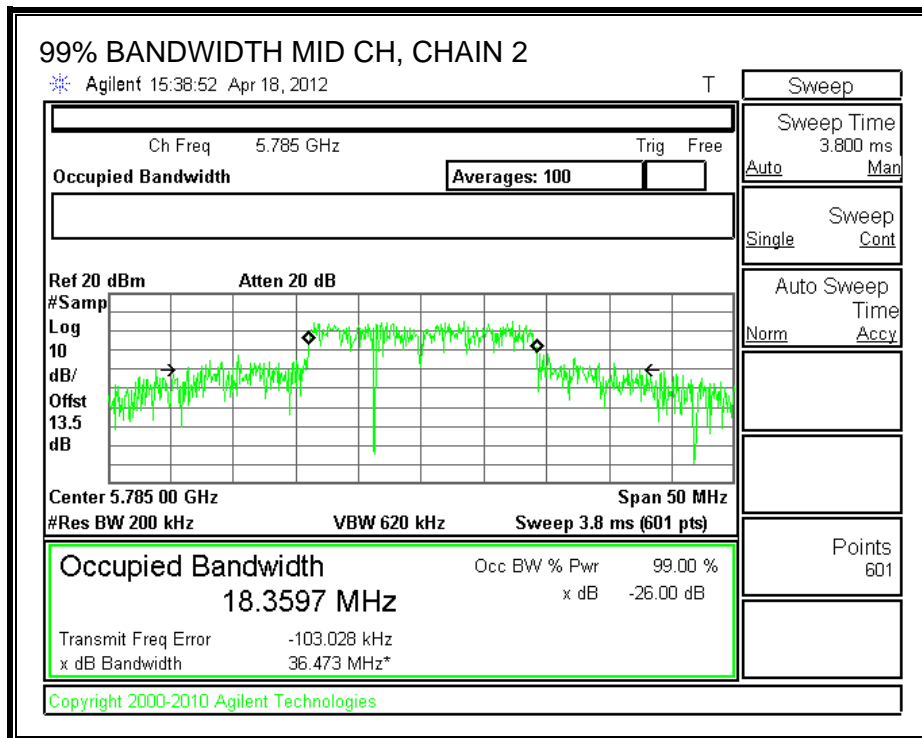 99% BANDWIDTH MID CH, CHAIN 2
Agilent 15:38:52 Apr 18, 2012 T
Sweep
Ch Freq 5.785 GHz Trig Free
Occupied Bandwidth Averages: 100
Sweep Time
3.800 ms
Auto Man
Sweep
Single Cont
Auto Sweep
Time
Norm Accy
Ref 20 dBm Atten 20 dB
#Samp
Log
10
dB/
Offst
13.5
dB
Center 5.785 00 GHz Span 50 MHz
#Res BW 200 kHz VBW 620 kHz Sweep 3.8 ms (601 pts)
Points
601
Occupied Bandwidth Occ BW % Pwr 99.00 %
18.3597 MHz x dB -26.00 dB
Transmit Freq Error -103.028 kHz
x dB Bandwidth 36.473 MHz*
Copyright 2000-2010 Agilent Technologies